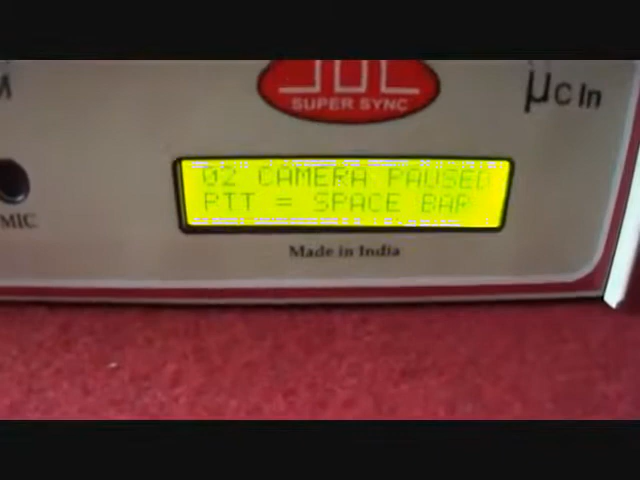 SUPER SYNC
µC In
02 CAMERA PAUSED
PTT = SPACE BAR
MIC
Made in India